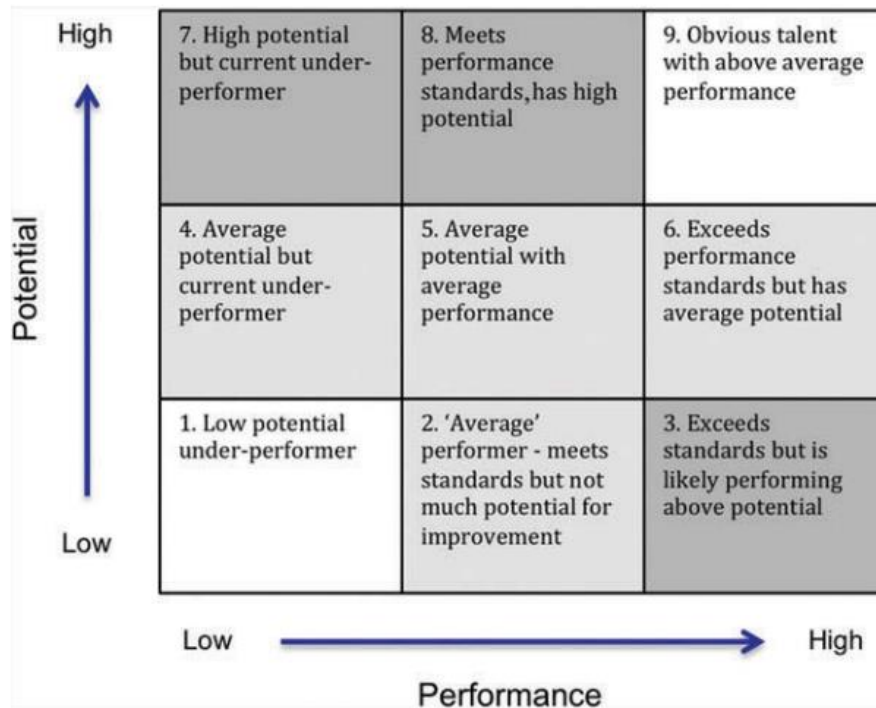 High
7. High potential
but current under-
performer
8. Meets
performance
standards, has high
potential
9. Obvious talent
with above average
performance
Potential
4. Average
potential but
current under-
performer
5. Average
potential with
average
performance
6. Exceeds
performance
standards but has
average potential
1. Low potential
under-performer
2. ‘Average’
performer - meets
standards but not
much potential for
improvement
3. Exceeds
standards but is
likely performing
above potential
Low
Low
High
Performance